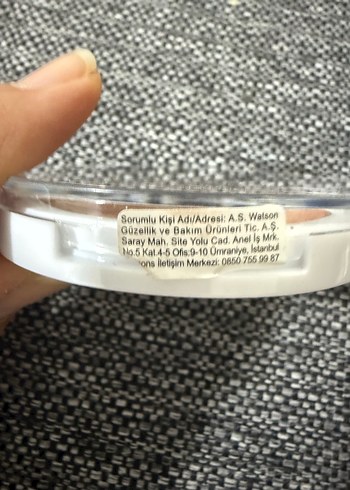 Sorumlu Kişi Adı/Adresi: A.S. Watson
Güzellik ve Bakım Ürünleri Tic. A.Ş.
Saray Mah. Site Yolu Cad. Anel İş Mrk.
No.5 Kat.4-5 Ofis:9-10 Ümraniye, İstanbul
İletişim Merkezi: 0850 755 99 87